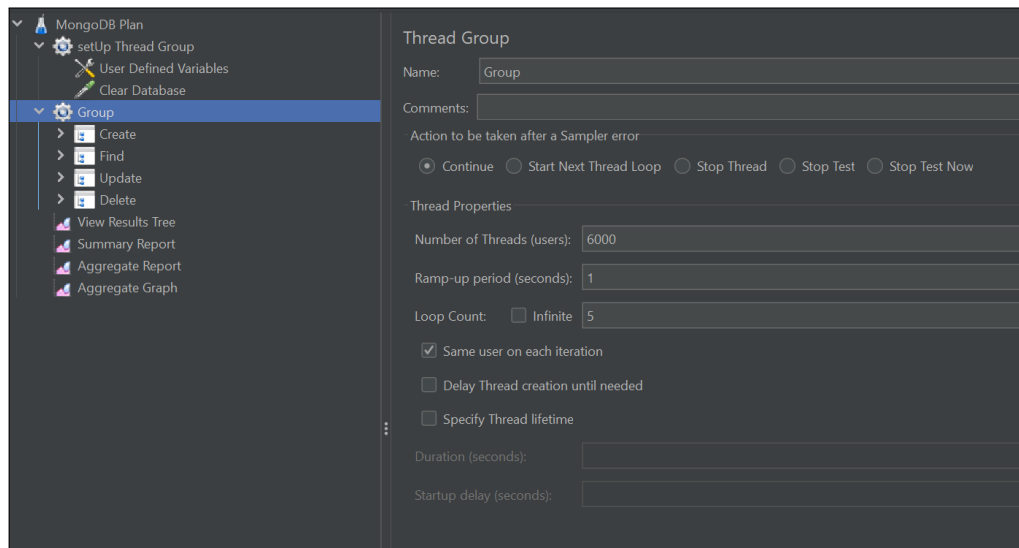 MongoDB Plan
setUp Thread Group
User Defined Variables
Clear Database
Group
Create
Find
Update
Delete
View Results Tree
Summary Report
Aggregate Report
Aggregate Graph
Thread Group
Name: Group
Comments:
Action to be taken after a Sampler error
Continue Start Next Thread Loop Stop Thread Stop Test Stop Test Now
Thread Properties
Number of Threads (users): 6000
Ramp-up period (seconds): 1
Loop Count: Infinite 5
Same user on each iteration
Delay Thread creation until needed
Specify Thread lifetime
Duration (seconds):
Startup delay (seconds):